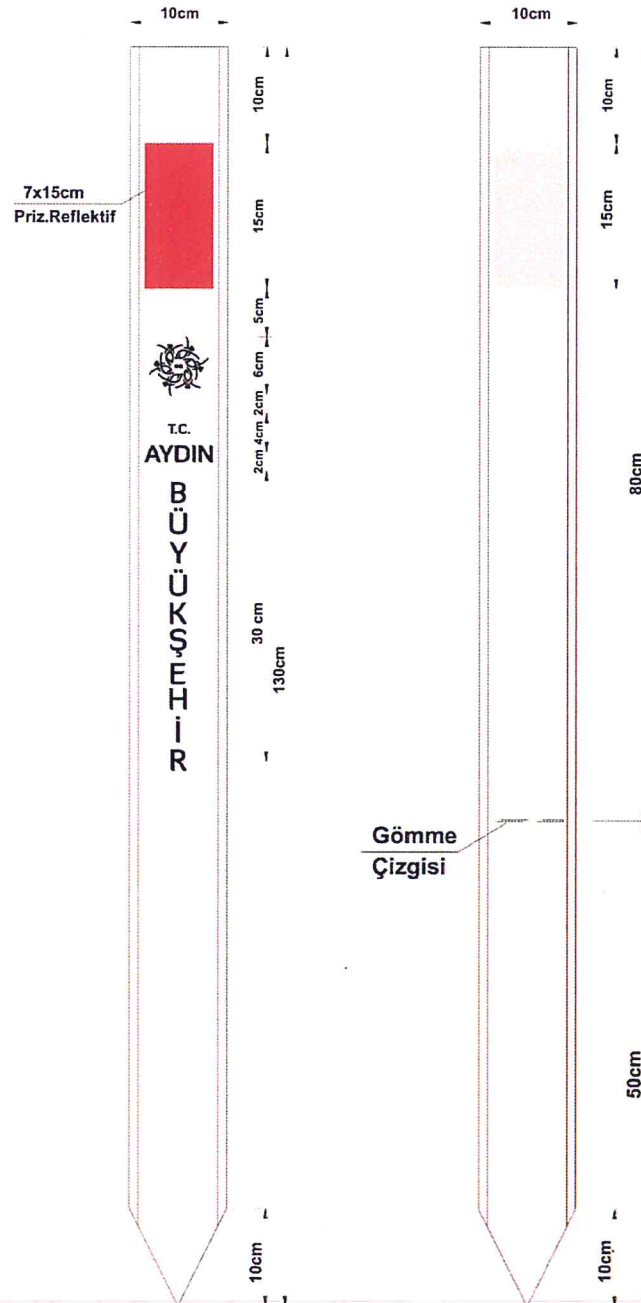 10cm
10cm
7x15cm
Priz.Reflektif
15cm
5cm
6cm
2cm
4cm
2cm
T.C.
AYDIN
B
Ü
Y
Ü
K
Ş
E
H
İ
R
30 cm
130cm
10cm
10cm
10cm
15cm
80cm
Gömme
Çizgisi
50cm
10cm